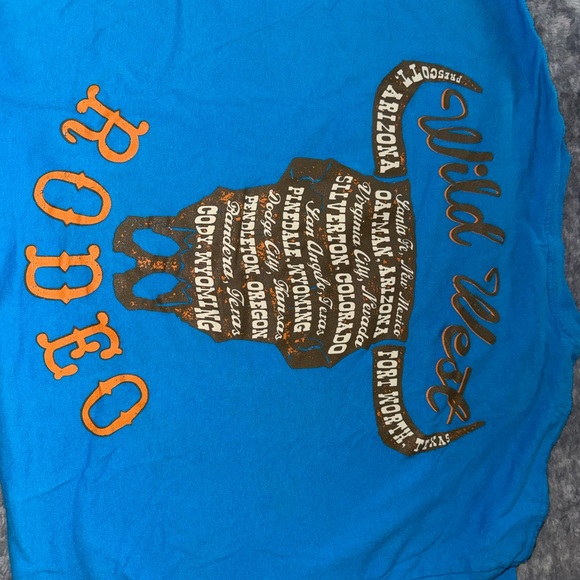 Wild West
PRESCOTT, ARIZONA
FORT WORTH, TEXAS
Santa Fe, New Mexico
OATMAN, ARIZONA
Virginia City, Nevada
SILVERTON, COLORADO
San Angelo, Texas
PINEDALE, WYOMING
Dodge City, Kansas
PENDLETON, OREGON
Bandera, Texas
CODY, WYOMING
RODEO